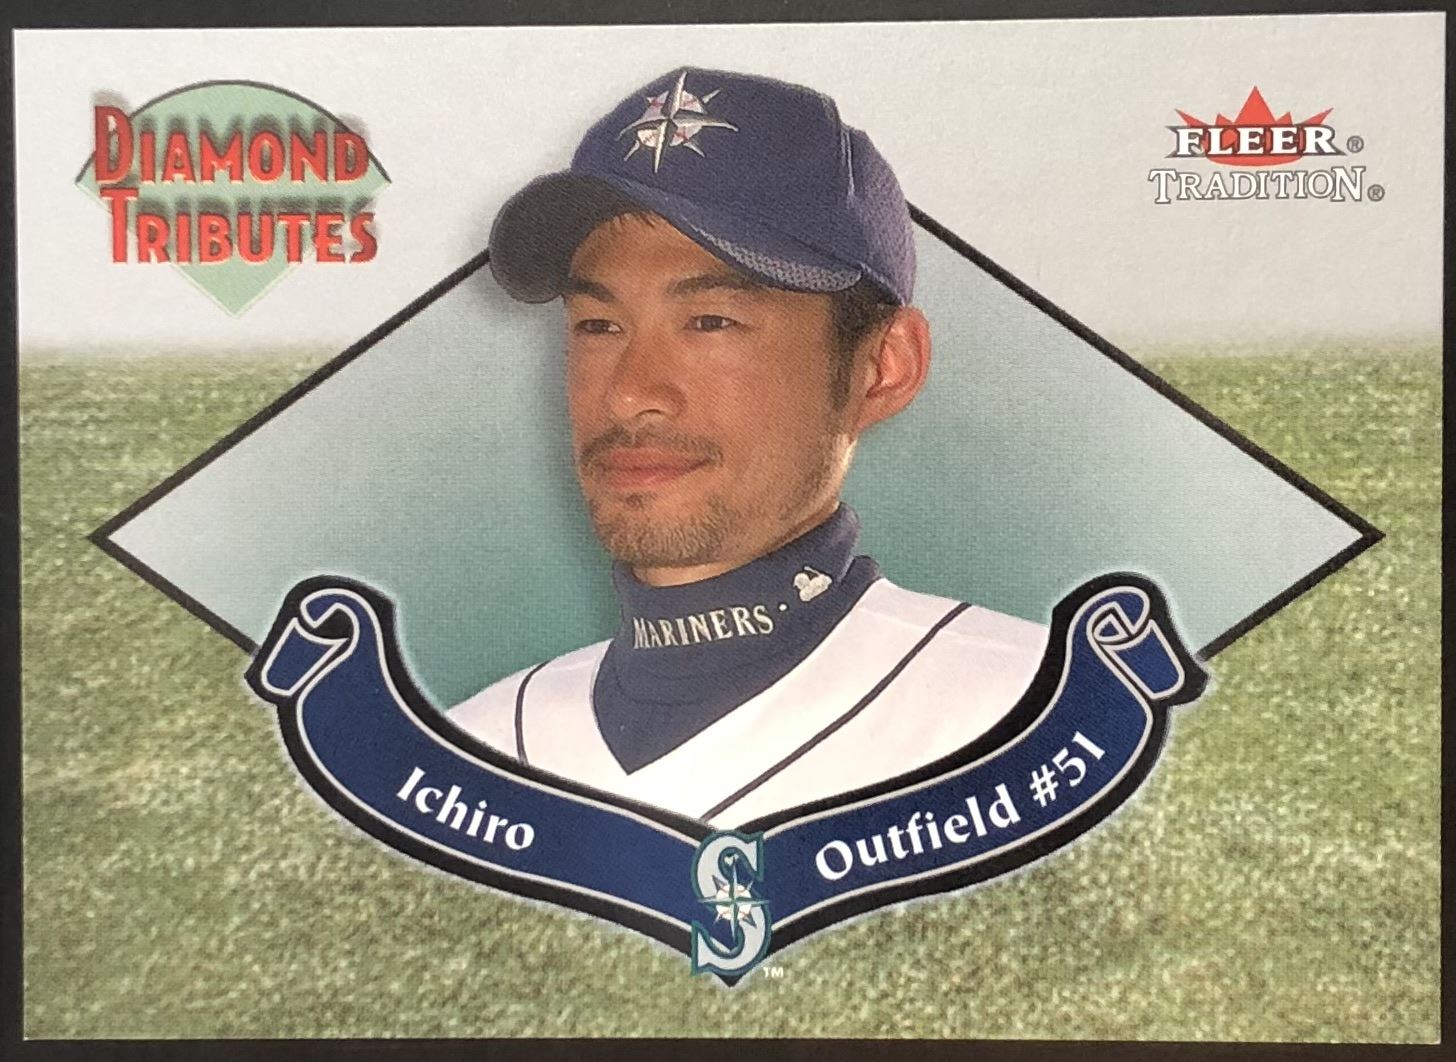 DIAMOND
TRIBUTES
FLEER®
TRADITION®
MARINERS
Ichiro
Outfield #51
S
TM